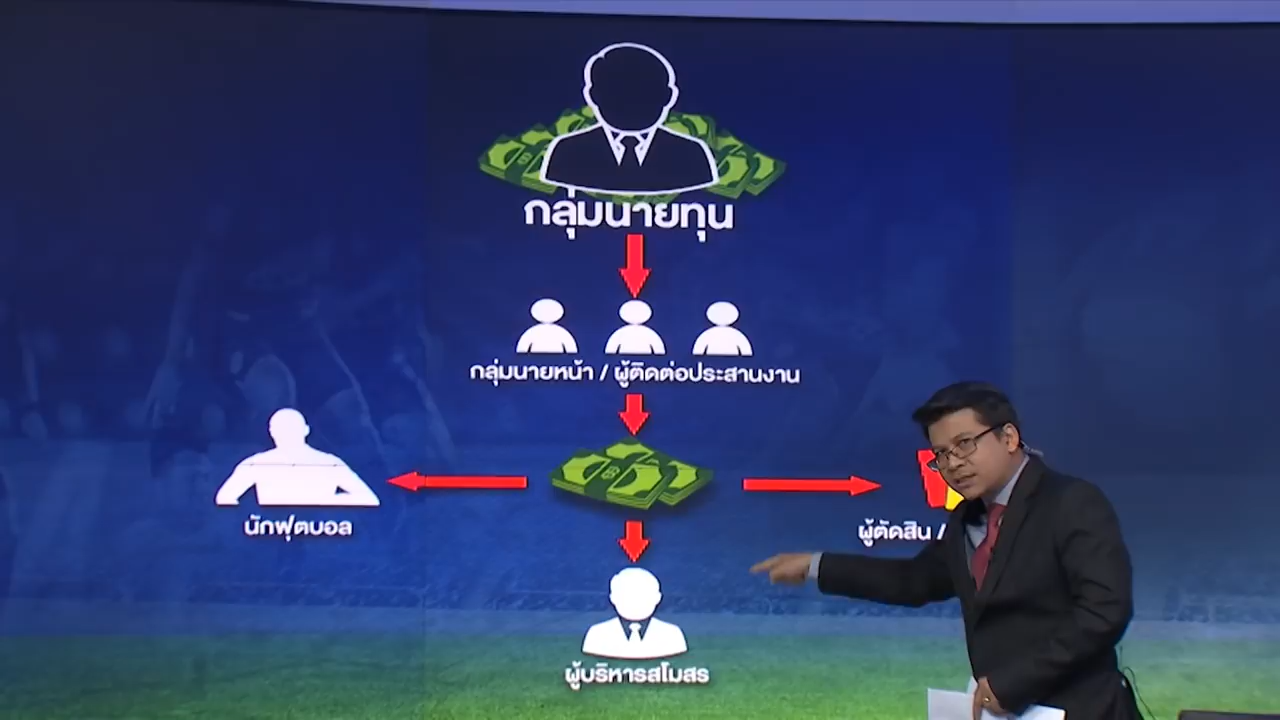 กลุ่มนายทุน
กลุ่มนายหน้า / ผู้ติดต่อประสานงาน
นักฟุตบอล
ผู้ตัดสิน /
ผู้บริหารสโมสร